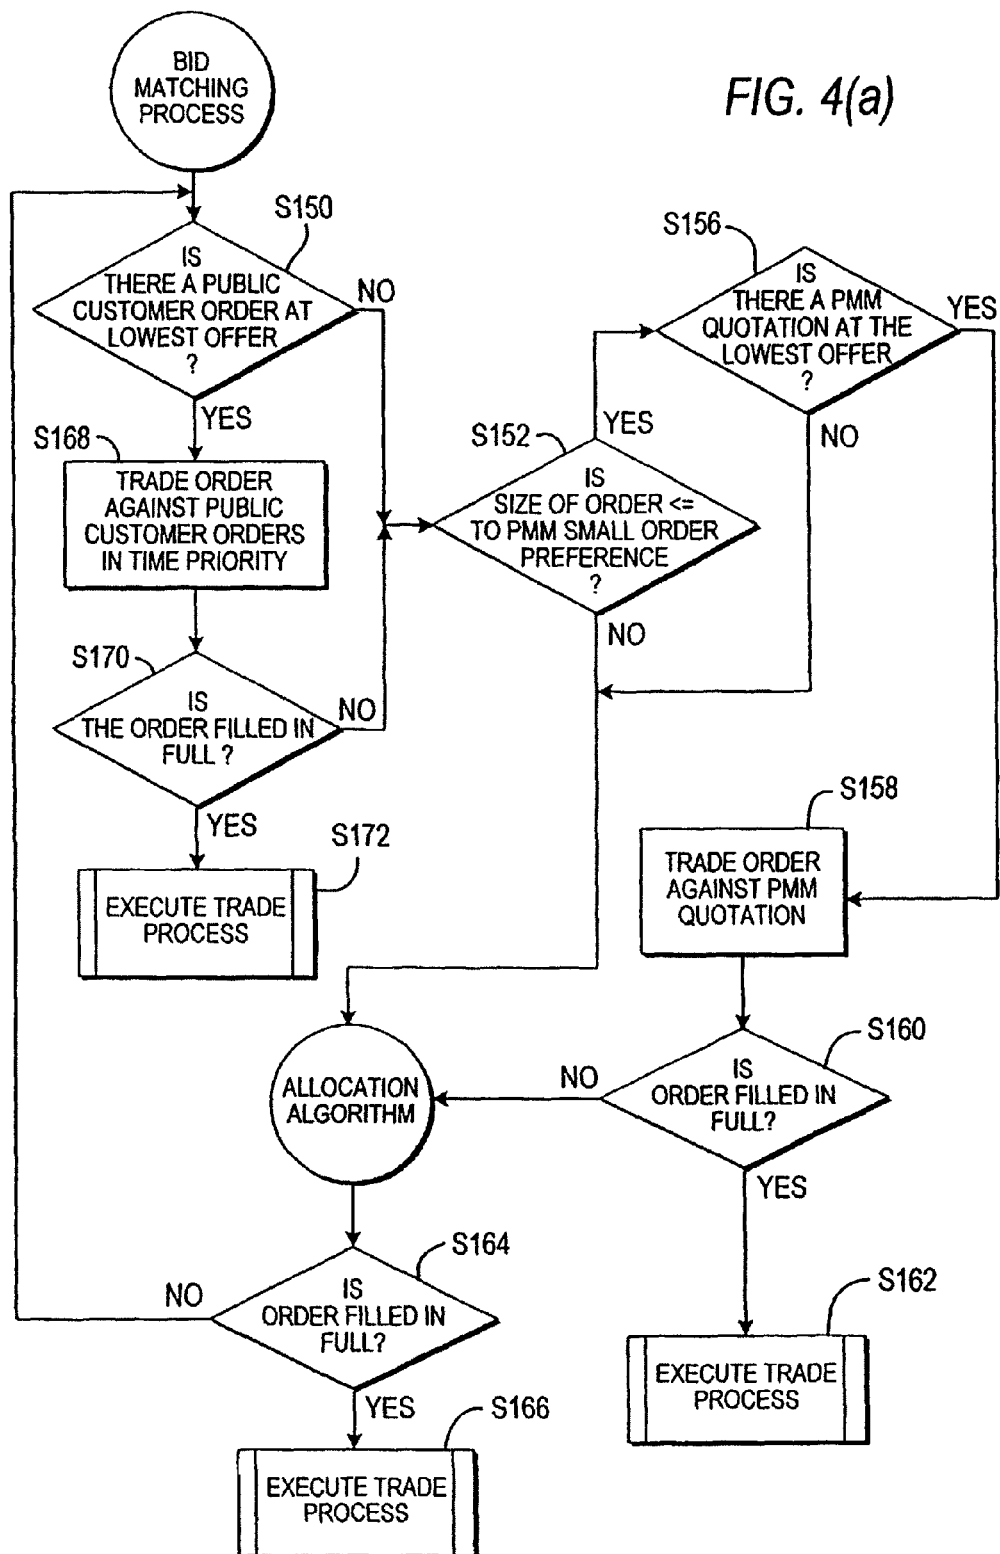 BID
MATCHING
PROCESS
FIG. 4(a)
S150
IS
THERE A PUBLIC
CUSTOMER ORDER AT
LOWEST OFFER
?
NO
YES
S156
IS
THERE A PMM
QUOTATION AT THE
LOWEST OFFER
?
YES
NO
S168
TRADE ORDER
AGAINST PUBLIC
CUSTOMER ORDERS
IN TIME PRIORITY
S152
YES
IS
SIZE OF ORDER <=
TO PMM SMALL ORDER
PREFERENCE
?
NO
S170
IS
THE ORDER FILLED IN
FULL ?
NO
YES
S172
EXECUTE TRADE
PROCESS
S158
TRADE ORDER
AGAINST PMM
QUOTATION
S160
IS
ORDER FILLED IN
FULL?
NO
YES
ALLOCATION
ALGORITHM
S164
IS
ORDER FILLED IN
FULL?
NO
YES
S162
EXECUTE TRADE
PROCESS
S166
EXECUTE TRADE
PROCESS